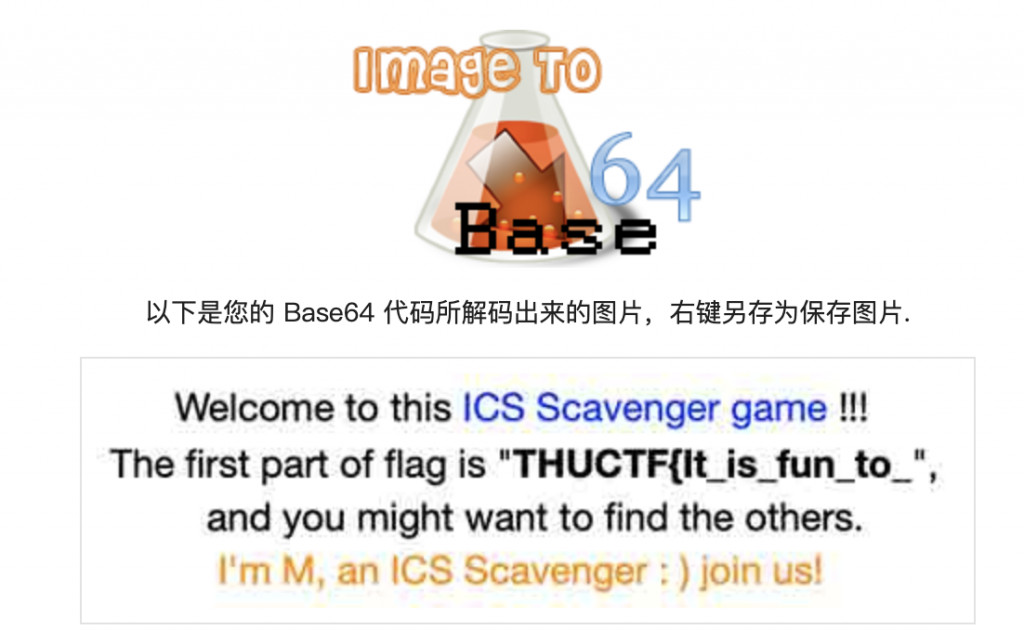 Image To
64
Base
以下是您的 Base64 代码所解码出来的图片，右键另存为保存图片.
Welcome to this ICS Scavenger game !!!
The first part of flag is "THUCTF{It_is_fun_to_",
and you might want to find the others.
I'm M, an ICS Scavenger : ) join us!